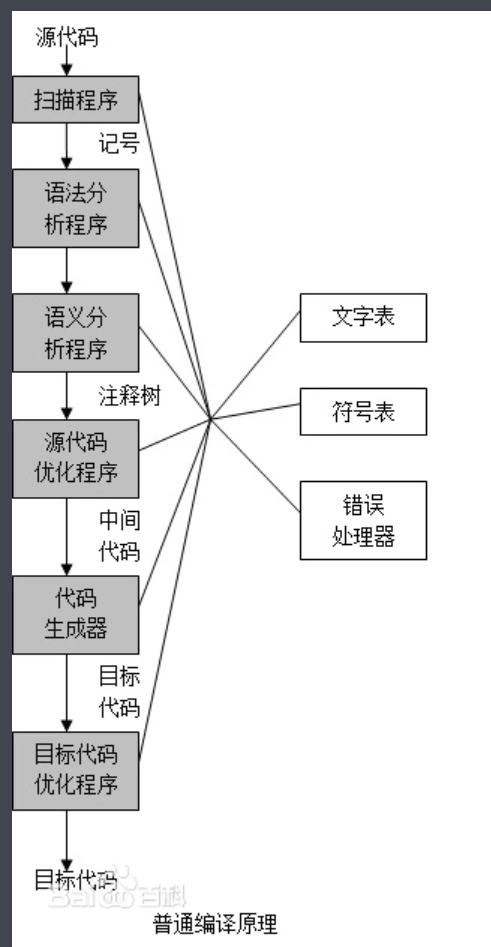 源代码
扫描程序
记号
语法分
析程序
语义分
析程序
注释树
源代码
优化程序
中间
代码
代码
生成器
目标
代码
目标代码
优化程序
目标代码
文字表
符号表
错误
处理器
Baidu百科
普通编译原理